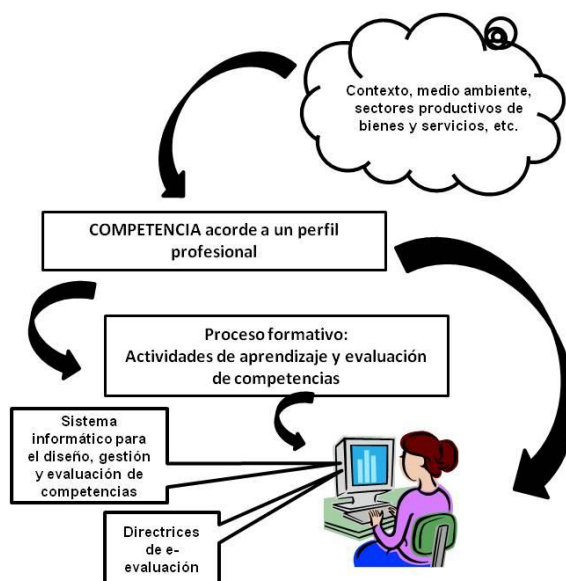 Contexto, medio ambiente,
sectores productivos de
bienes y servicios, etc.
COMPETENCIA acorde a un perfil
profesional
Proceso formativo:
Actividades de aprendizaje y evaluación
de competencias
Sistema
informático para
el diseño, gestión
y evaluación de
competencias
Directrices
de e-
evaluación